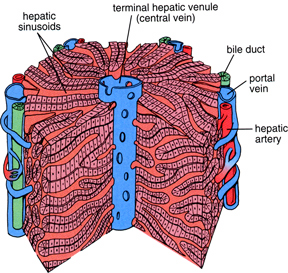 terminal hepatic venule
(central vein)
hepatic
sinusoids
bile duct
portal
vein
hepatic
artery